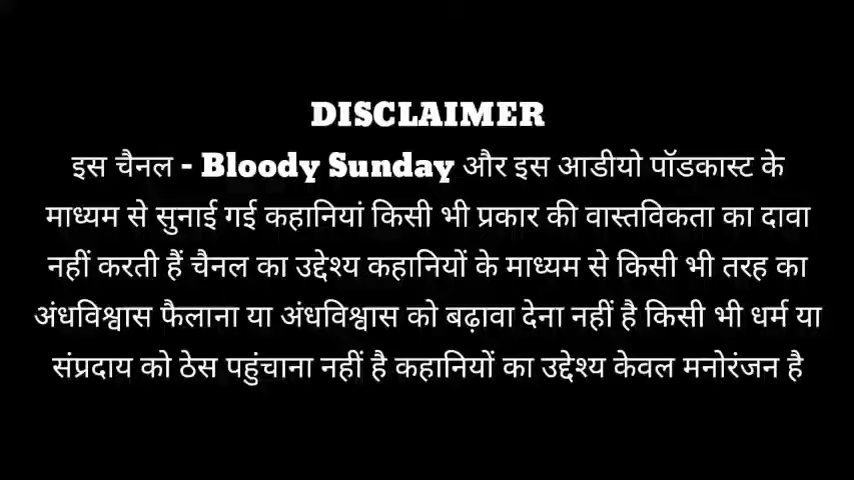 DISCLAIMER
इस चैनल - Bloody Sunday और इस आडीयो पॉडकास्ट के
माध्यम से सुनाई गई कहानियां किसी भी प्रकार की वास्तविकता का दावा
नहीं करती हैं चैनल का उद्देश्य कहानियों के माध्यम से किसी भी तरह का
अंधविश्वास फैलाना या अंधविश्वास को बढ़ावा देना नहीं है किसी भी धर्म या
संप्रदाय को ठेस पहुंचाना नहीं है कहानियों का उद्देश्य केवल मनोरंजन है